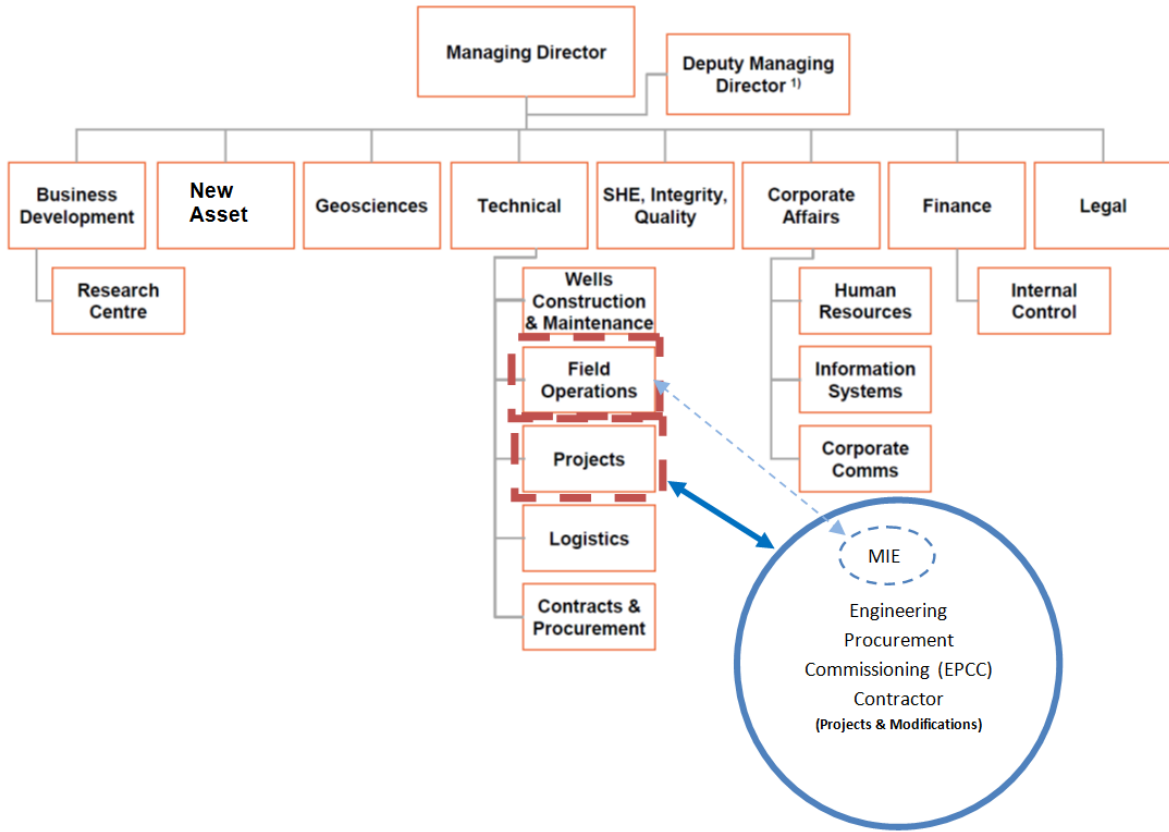 Managing Director
Deputy Managing
Director 1)
Business
Development
New
Asset
Geosciences
Technical
SHE, Integrity,
Quality
Corporate
Affairs
Finance
Legal
Research
Centre
Wells
Construction
& Maintenance
Field
Operations
Projects
Logistics
Contracts &
Procurement
Human
Resources
Information
Systems
Corporate
Comms
Internal
Control
MIE
Engineering
Procurement
Commissioning (EPCC)
Contractor
(Projects & Modifications)